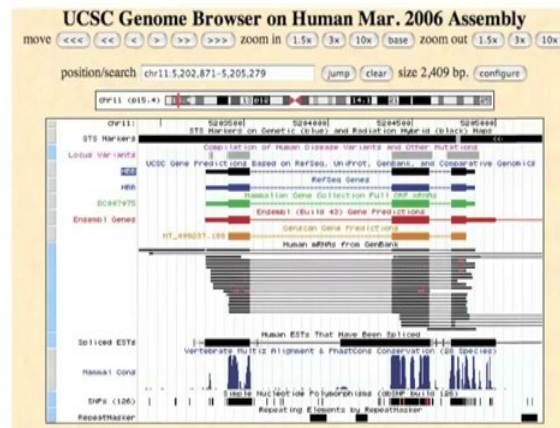 UCSC Genome Browser on Human Mar. 2006 Assembly
move <<< << < > >> >>> zoom in 1.5x 3x 10x base zoom out 1.5x 3x 10x
position/search chr11:5,202,871-5,205,279 jump clear size 2,409 bp. configure
chr11 (p15.4)
chr11: 5203500| 5204000| 5204500| 5205000|
STS Markers on Genetic (blue) and Radiation Hybrid (black) Maps
STS Markers
Compilation of Human Disease Variants and Other Mutations
Locus Variants
UCSC Gene Predictions Based on RefSeq, UniProt, GenBank, and Comparative Genomics
RefSeq Genes
Mammalian Gene Collection Full ORF mRNAs
BC007075
Ensembl (Build 43) Gene Predictions
Ensembl Genes
Genscan Gene Predictions
Human mRNAs from GenBank
Human ESTs That Have Been Spliced
Spliced ESTs
Vertebrate Multiz Alignment & PhastCons Conservation (28 Species)
Mammal Cons
Simple Nucleotide Polymorphisms (dbSNP build 126)
SNPs (126)
Repeating Elements by RepeatMasker
RepeatMasker